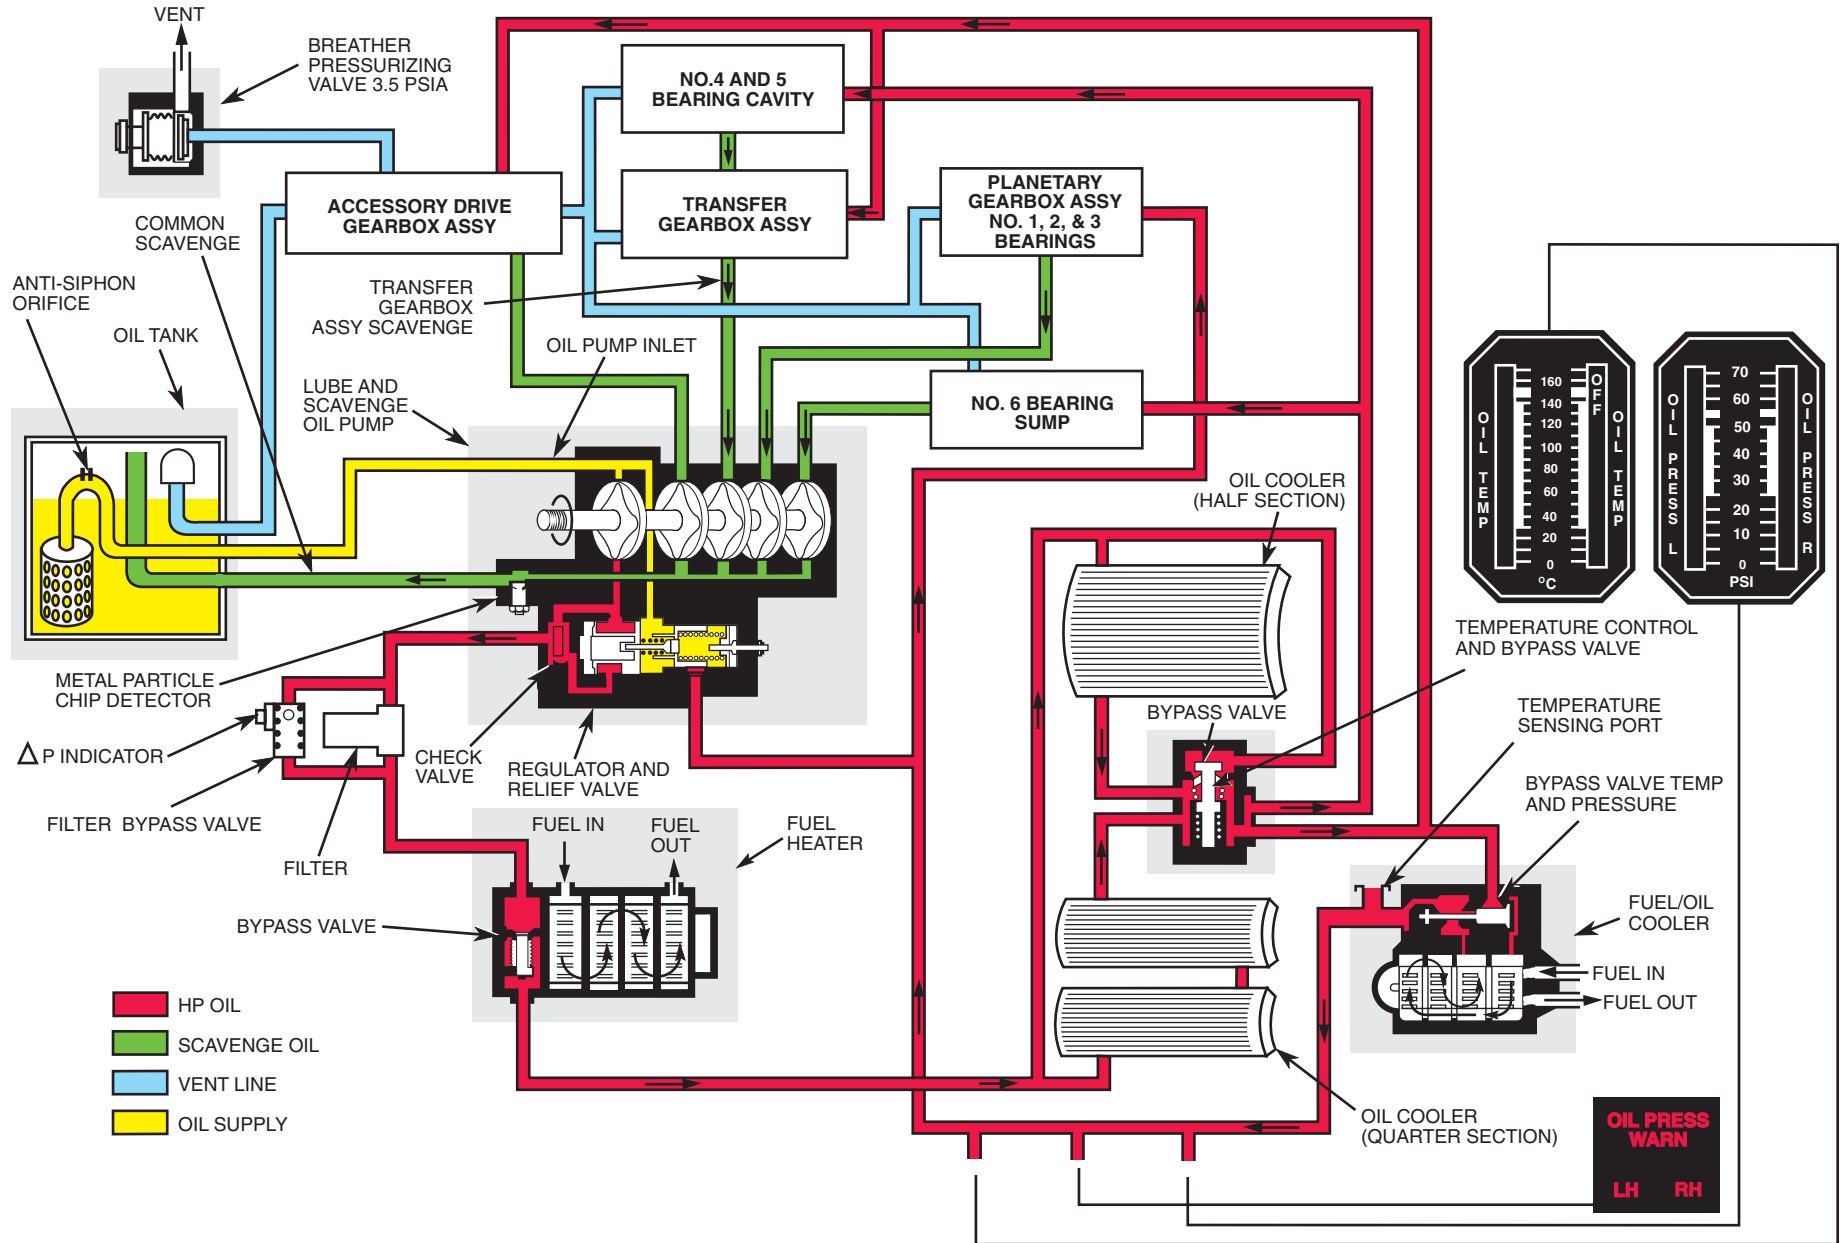 VENT
BREATHER
PRESSURIZING
VALVE 3.5 PSIA
NO.4 AND 5
BEARING CAVITY
ACCESSORY DRIVE
GEARBOX ASSY
TRANSFER
GEARBOX ASSY
PLANETARY
GEARBOX ASSY
NO. 1, 2, & 3
BEARINGS
COMMON
SCAVENGE
ANTI-SIPHON
ORIFICE
OIL TANK
TRANSFER
GEARBOX
ASSY SCAVENGE
OIL PUMP INLET
LUBE AND
SCAVENGE
OIL PUMP
NO. 6 BEARING
SUMP
OIL COOLER
(HALF SECTION)
OIL TEMP
160
140
120
100
80
60
40
20
0
°C
OFF
OIL TEMP
OIL PRESS L
70
60
50
40
30
20
10
0
PSI
OIL PRESS R
TEMPERATURE CONTROL
AND BYPASS VALVE
METAL PARTICLE
CHIP DETECTOR
Δ P INDICATOR
FILTER BYPASS VALVE
FILTER
CHECK
VALVE
REGULATOR AND
RELIEF VALVE
BYPASS VALVE
TEMPERATURE
SENSING PORT
BYPASS VALVE TEMP
AND PRESSURE
FUEL IN
FUEL
OUT
FUEL
HEATER
BYPASS VALVE
FUEL/OIL
COOLER
FUEL IN
FUEL OUT
HP OIL
SCAVENGE OIL
VENT LINE
OIL SUPPLY
OIL COOLER
(QUARTER SECTION)
OIL PRESS
WARN
LH RH